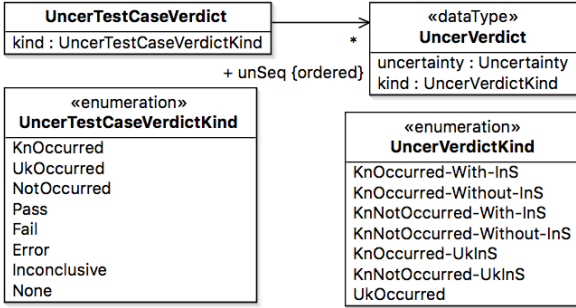 UncerTestCaseVerdict
kind : UncerTestCaseVerdictKind
*
+ unSeq {ordered}
«dataType»
UncerVerdict
uncertainty : Uncertainty
kind : UncerVerdictKind
«enumeration»
UncerTestCaseVerdictKind
KnOccurred
UkOccurred
NotOccurred
Pass
Fail
Error
Inconclusive
None
«enumeration»
UncerVerdictKind
KnOccurred-With-InS
KnOccurred-Without-InS
KnNotOccurred-With-InS
KnNotOccurred-Without-InS
KnOccurred-UkInS
KnNotOccurred-UkInS
UkOccurred